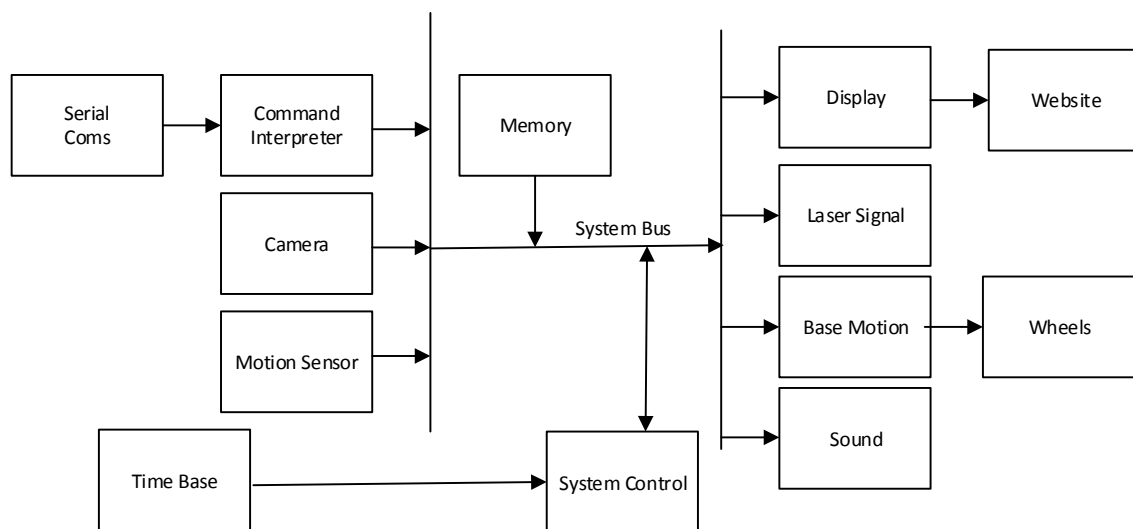 Serial
Coms
Command
Interpreter
Memory
Display
Website
Camera
System Bus
Laser Signal
Motion Sensor
Base Motion
Wheels
Time Base
System Control
Sound